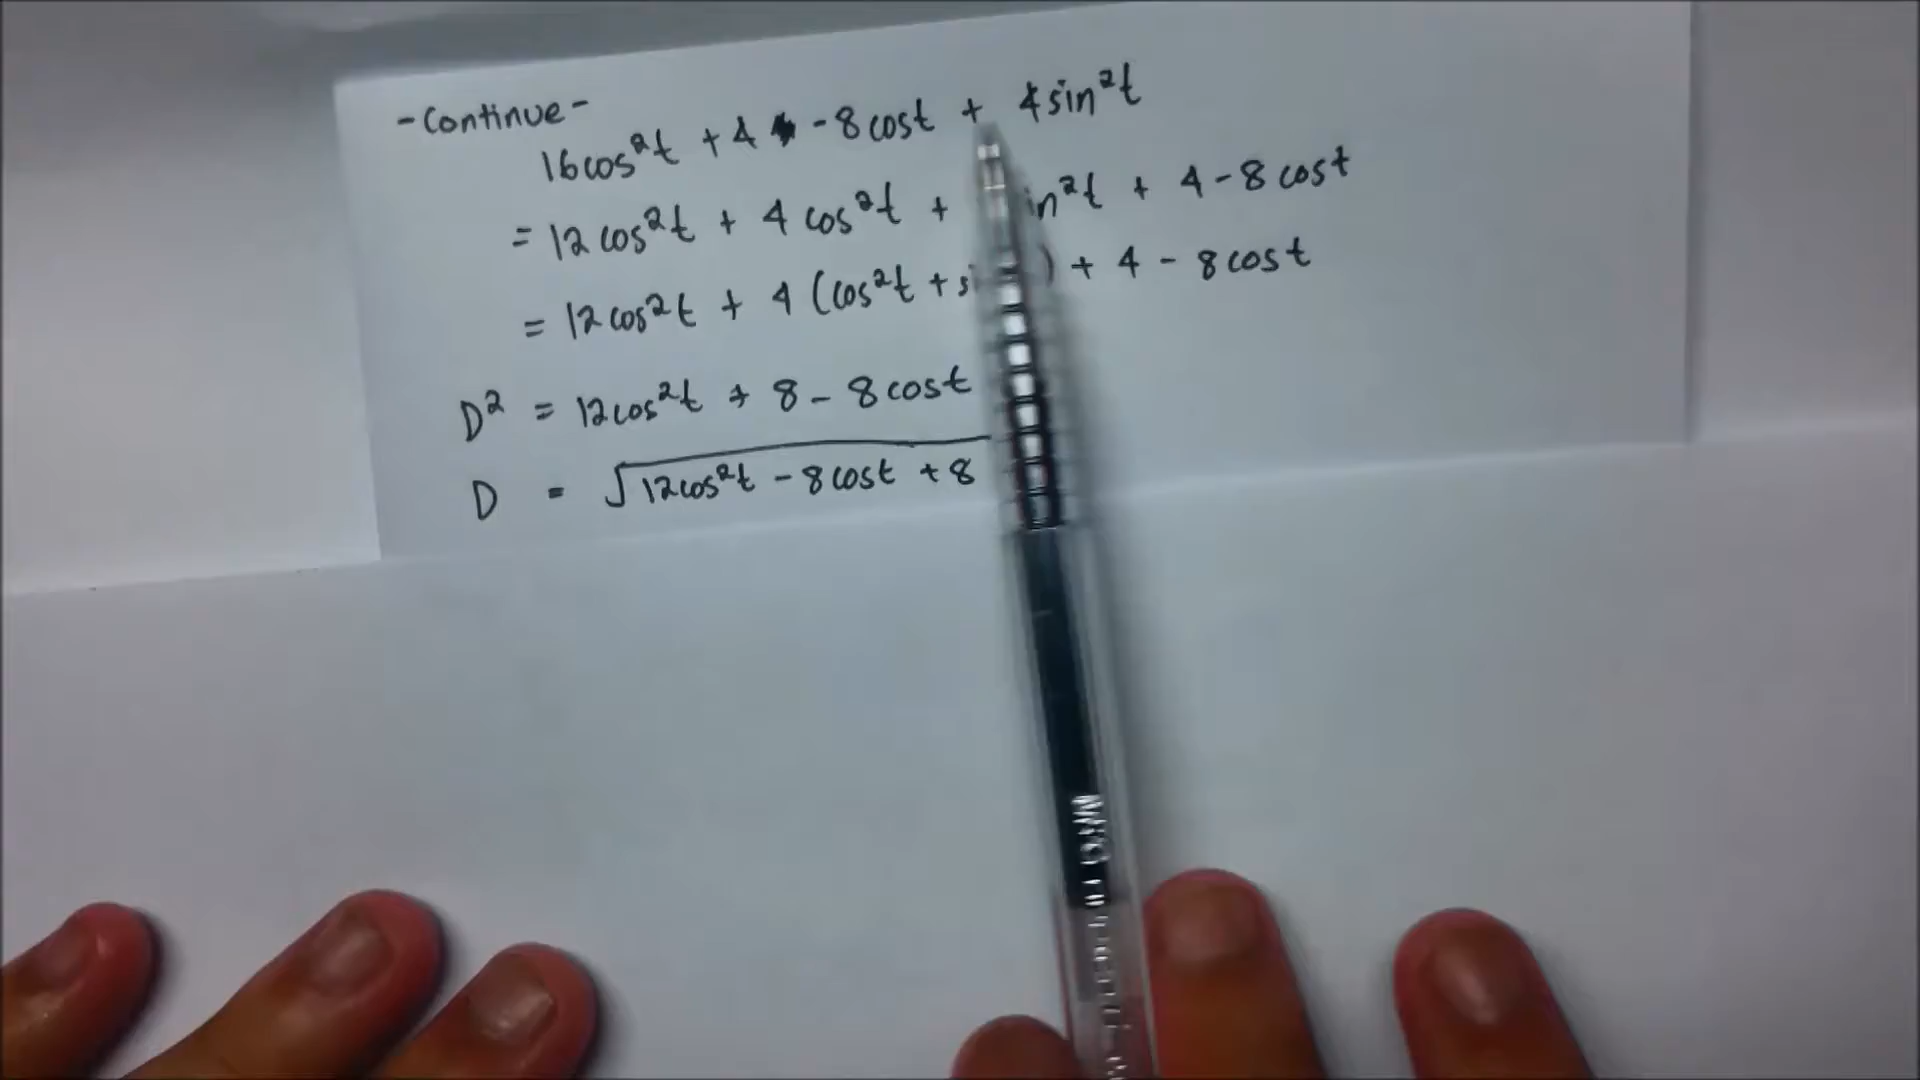 -Continue-
16cos²t + 4 - 8cost + 4sin²t
= 12cos²t + 4cos²t + in²t + 4 - 8cost
= 12cos²t + 4(cos²t + s ) + 4 - 8cost
D² = 12cos²t + 8 - 8cost
D = √12cos²t - 8cost + 8